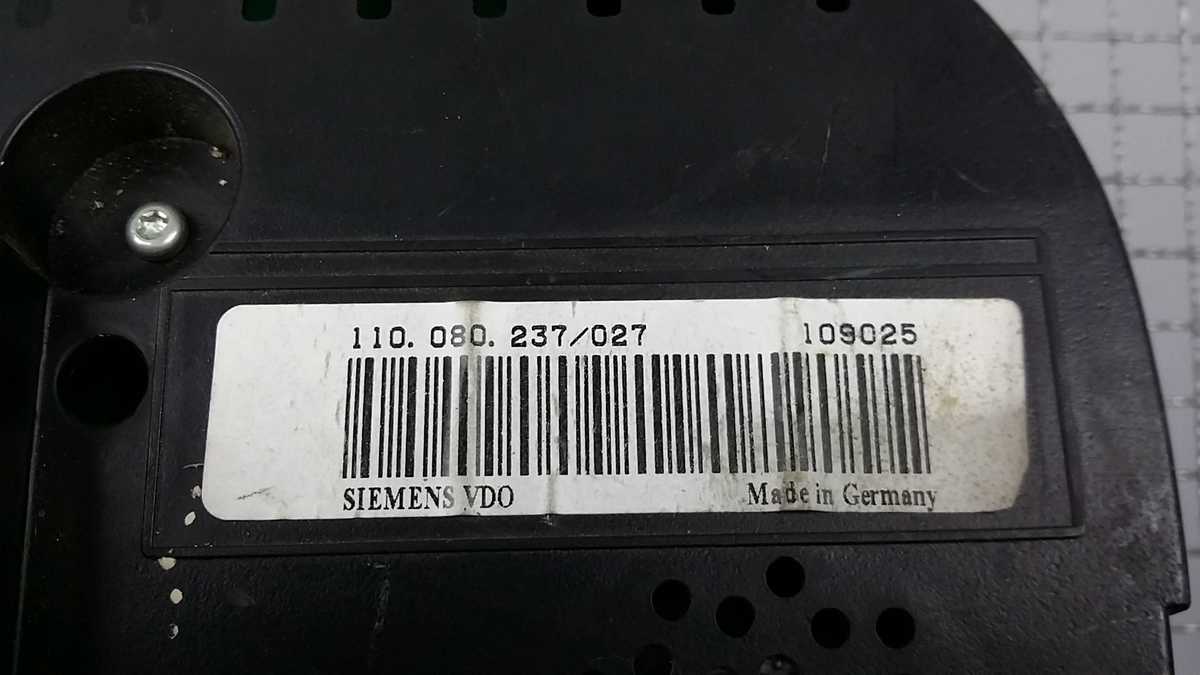 110.080.237/027 109025
SIEMENS VDO Made in Germany